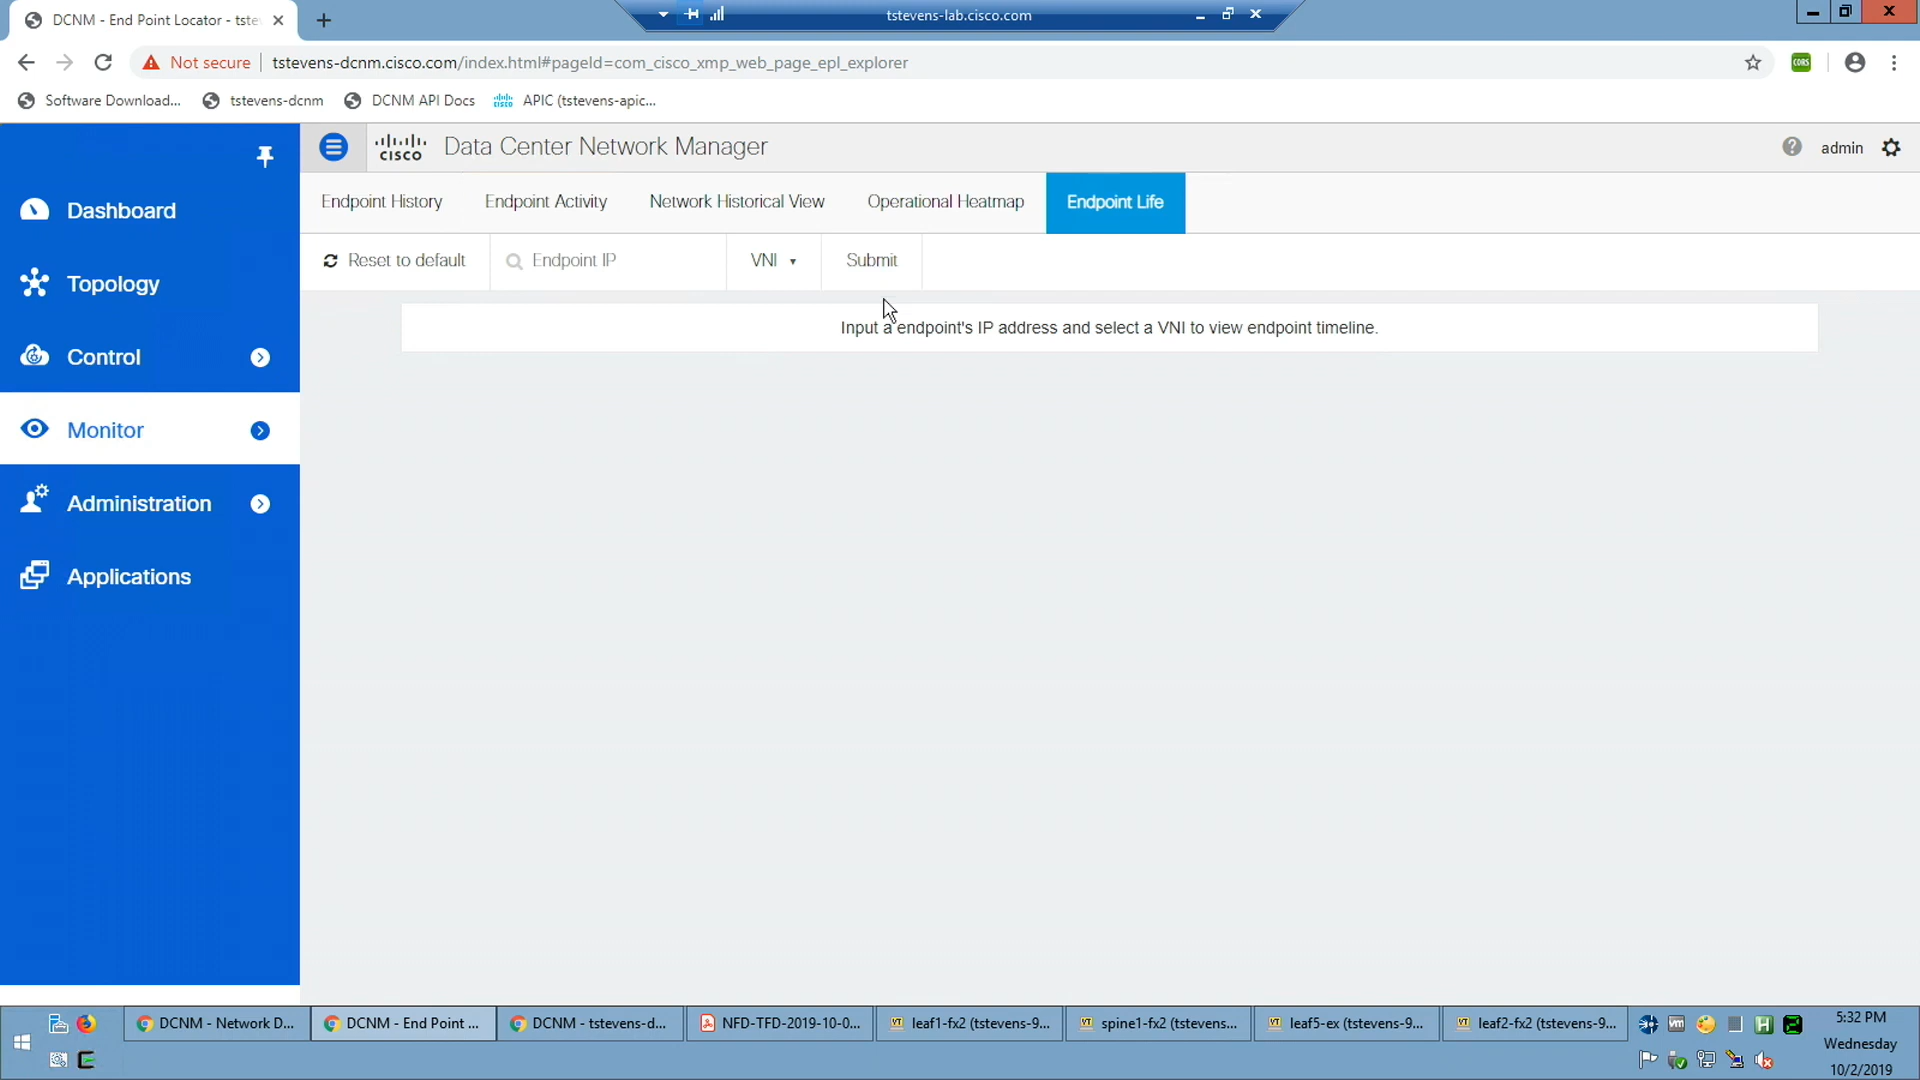 DCNM - End Point Locator - tste
tstevens-lab.cisco.com
Not secure
tstevens-dcnm.cisco.com/index.html#pageId=com_cisco_xmp_web_page_epl_explorer
CORS
Software Download...
tstevens-dcnm
DCNM API Docs
APIC (tstevens-apic...
CISCO
Data Center Network Manager
admin
Dashboard
Topology
Control
Monitor
Administration
Applications
Endpoint History
Endpoint Activity
Network Historical View
Operational Heatmap
Endpoint Life
Reset to default
Endpoint IP
VNI
Submit
Input a endpoint's IP address and select a VNI to view endpoint timeline.
DCNM - Network D...
DCNM - End Point ...
DCNM - tstevens-d...
NFD-TFD-2019-10-0...
leaf1-fx2 (tstevens-9...
spine1-fx2 (tstevens...
leaf5-ex (tstevens-9...
leaf2-fx2 (tstevens-9...
5:32 PM
Wednesday
10/2/2019